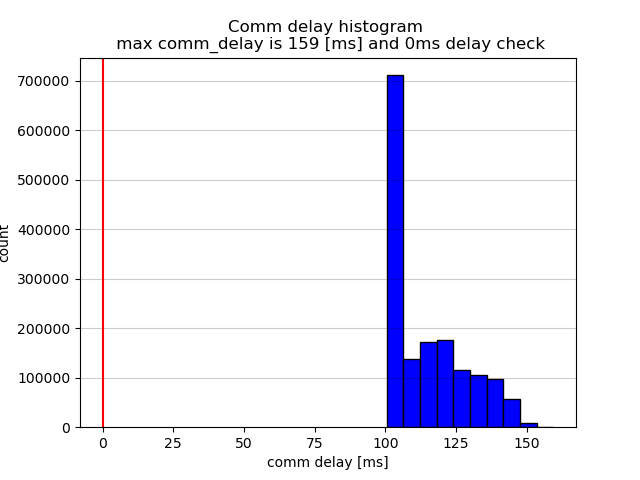 Comm delay histogram
max comm_delay is 159 [ms] and 0ms delay check
700000
600000
500000
400000
300000
200000
100000
0
count
0 25 50 75 100 125 150
comm delay [ms]